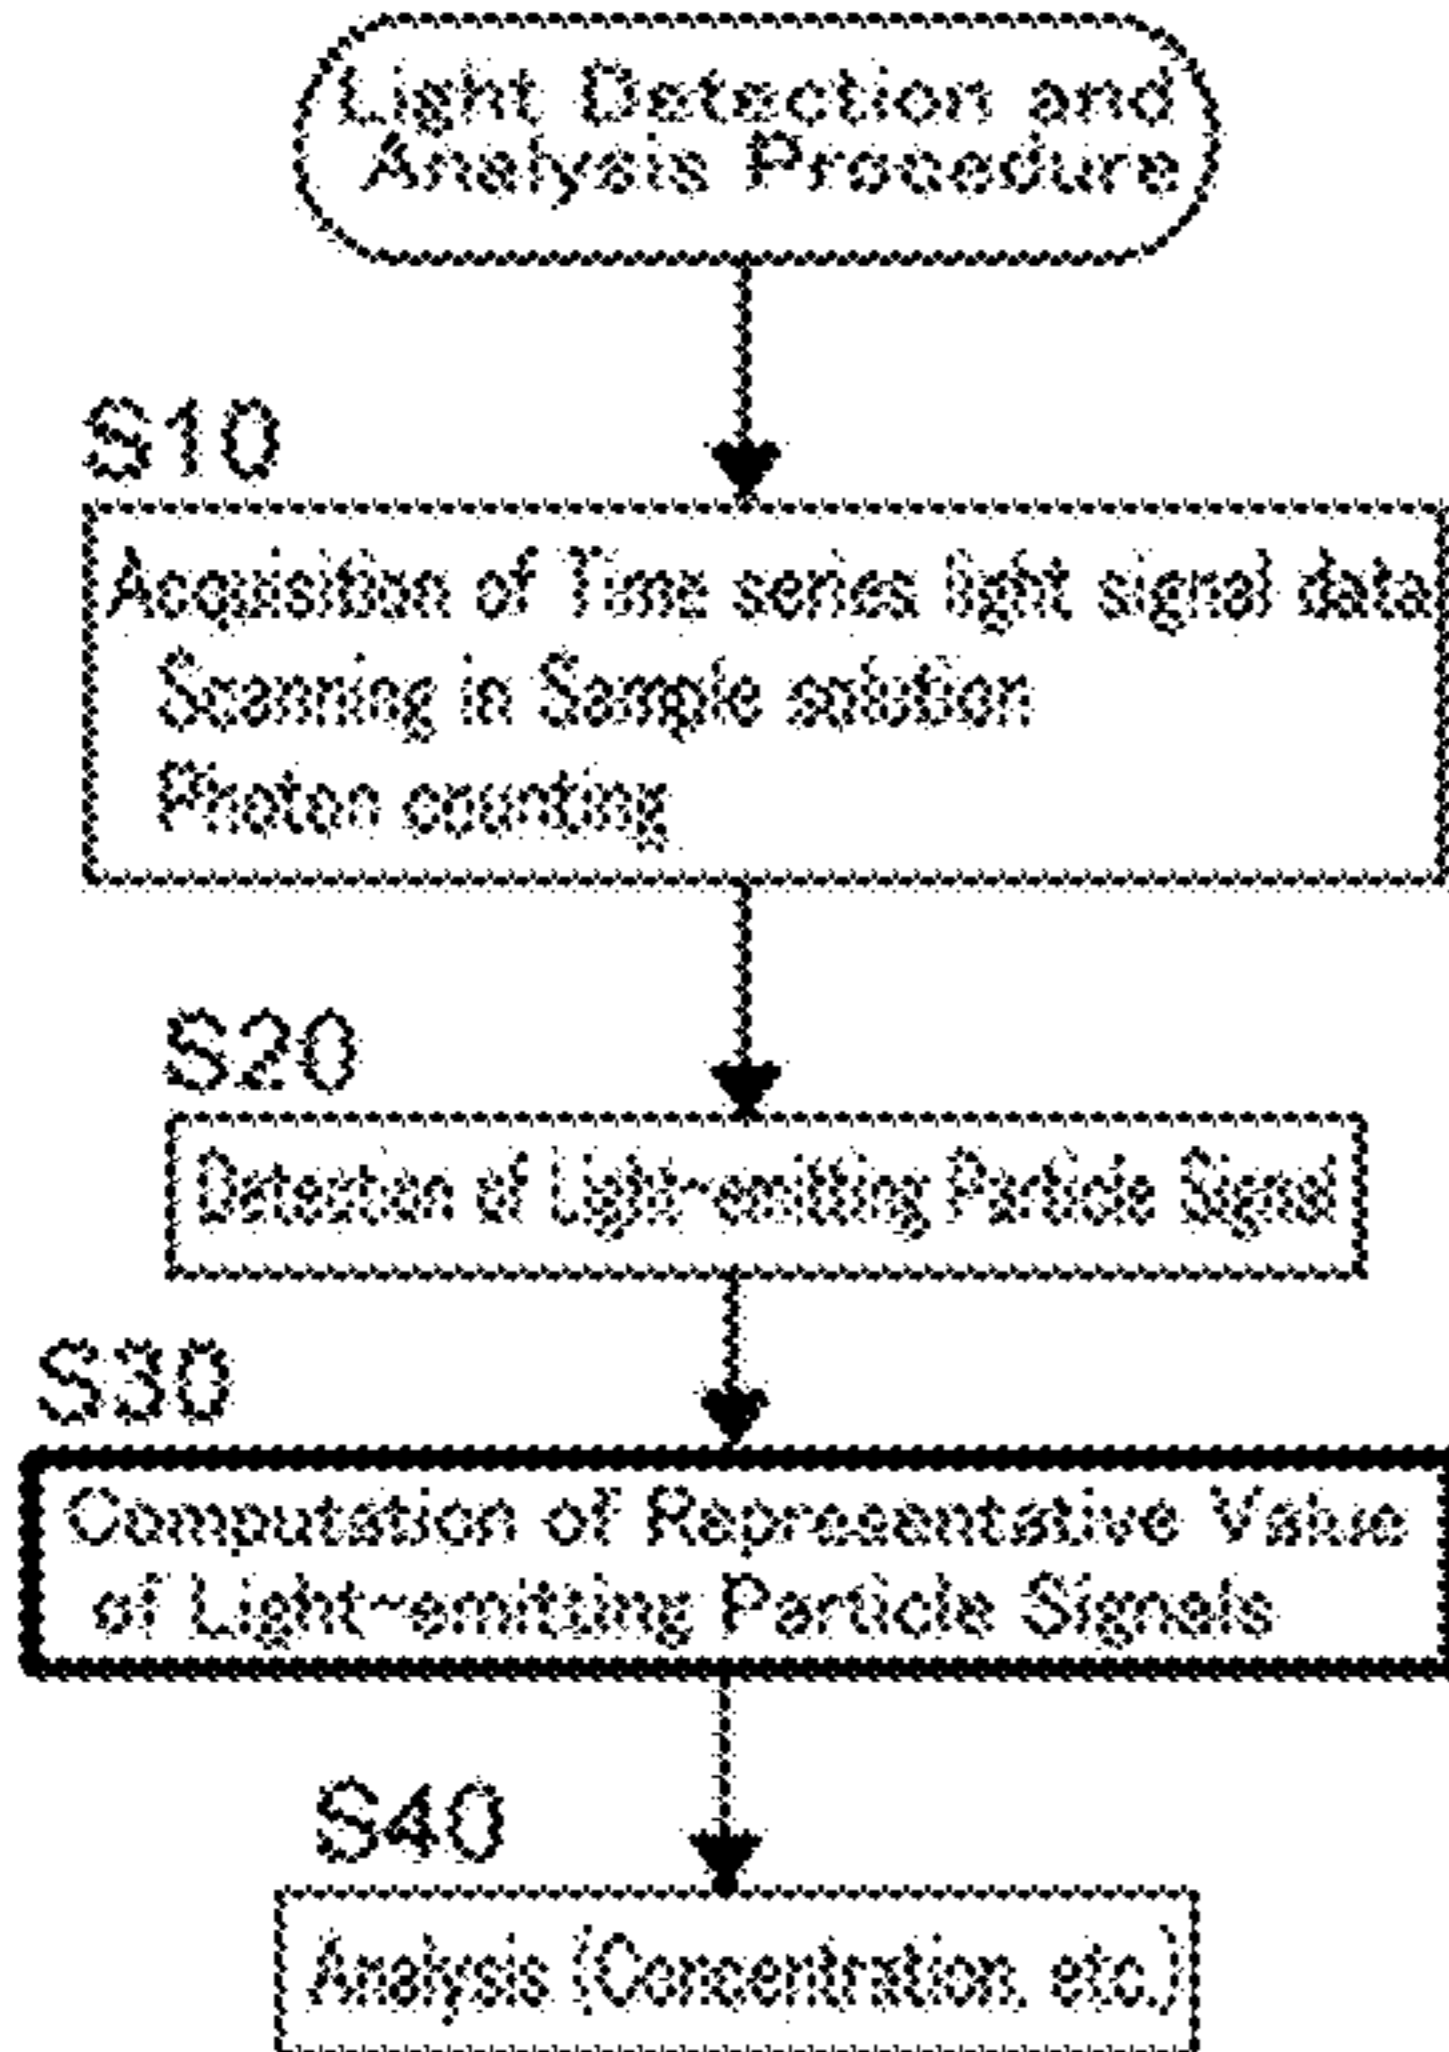 Light Detection and
Analysis Procedure
S10
Acquisition of Time series light signal data
Scanning in Sample solution
Photon counting
S20
Detection of Light-emitting Particle Signal
S30
Computation of Representative Value
of Light-emitting Particle Signals
S40
Analysis (Concentration, etc.)